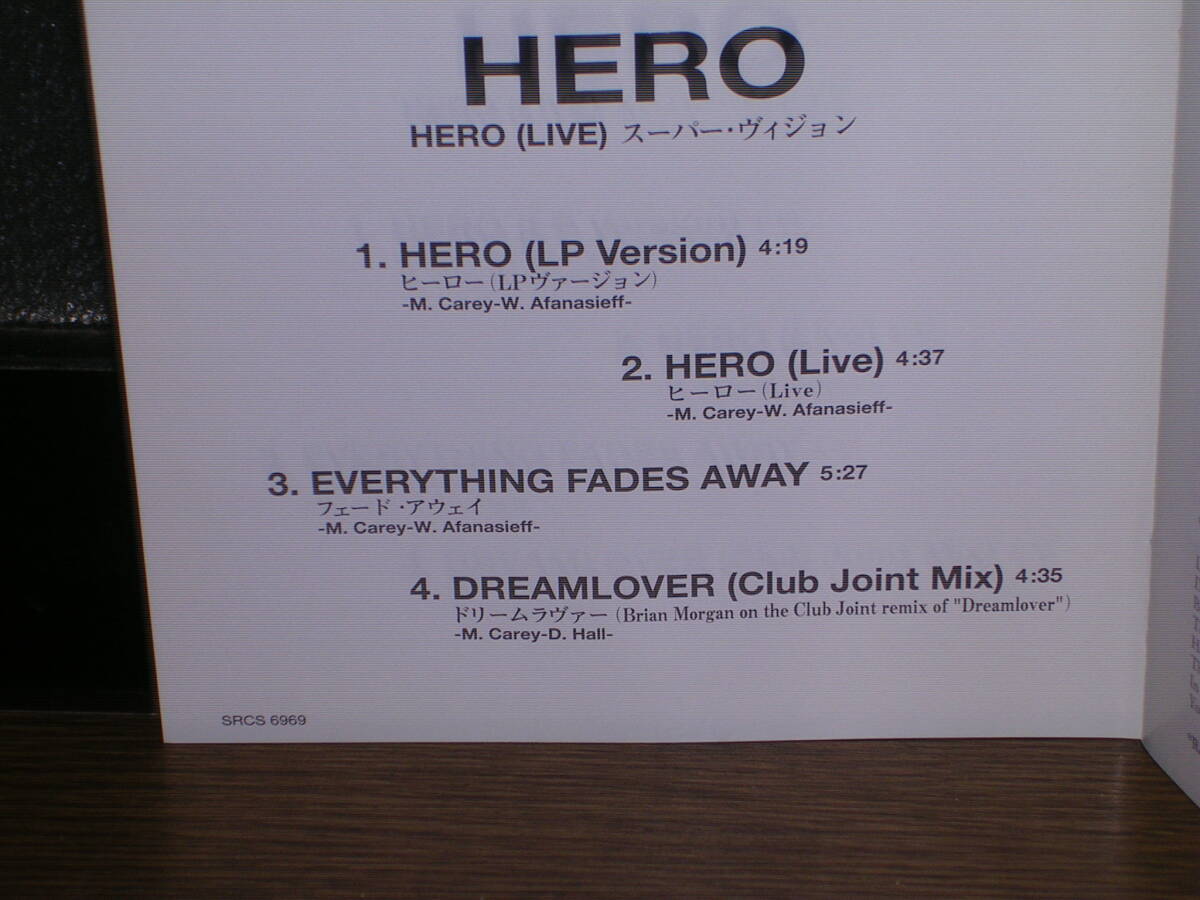 HERO
HERO (LIVE) スーパー・ヴィジョン
1. HERO (LP Version) 4:19
ヒーロー(LPヴァージョン)
-M. Carey-W. Afanasieff-
2. HERO (Live) 4:37
ヒーロー(Live)
-M. Carey-W. Afanasieff-
3. EVERYTHING FADES AWAY 5:27
フェード・アウェイ
-M. Carey-W. Afanasieff-
4. DREAMLOVER (Club Joint Mix) 4:35
ドリームラヴァー (Brian Morgan on the Club Joint remix of "Dreamlover")
-M. Carey-D. Hall-
SRCS 6969